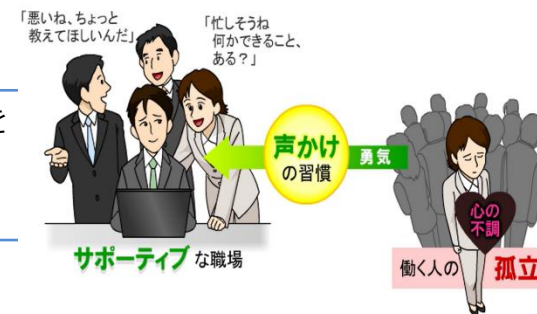 「悪いね、ちょっと
教えてほしいんだ」
「忙しそうね
何かできること、
ある？」
と
声かけ
の習慣
勇気
心の
不調
サポーティブな職場
働く人の 孤立